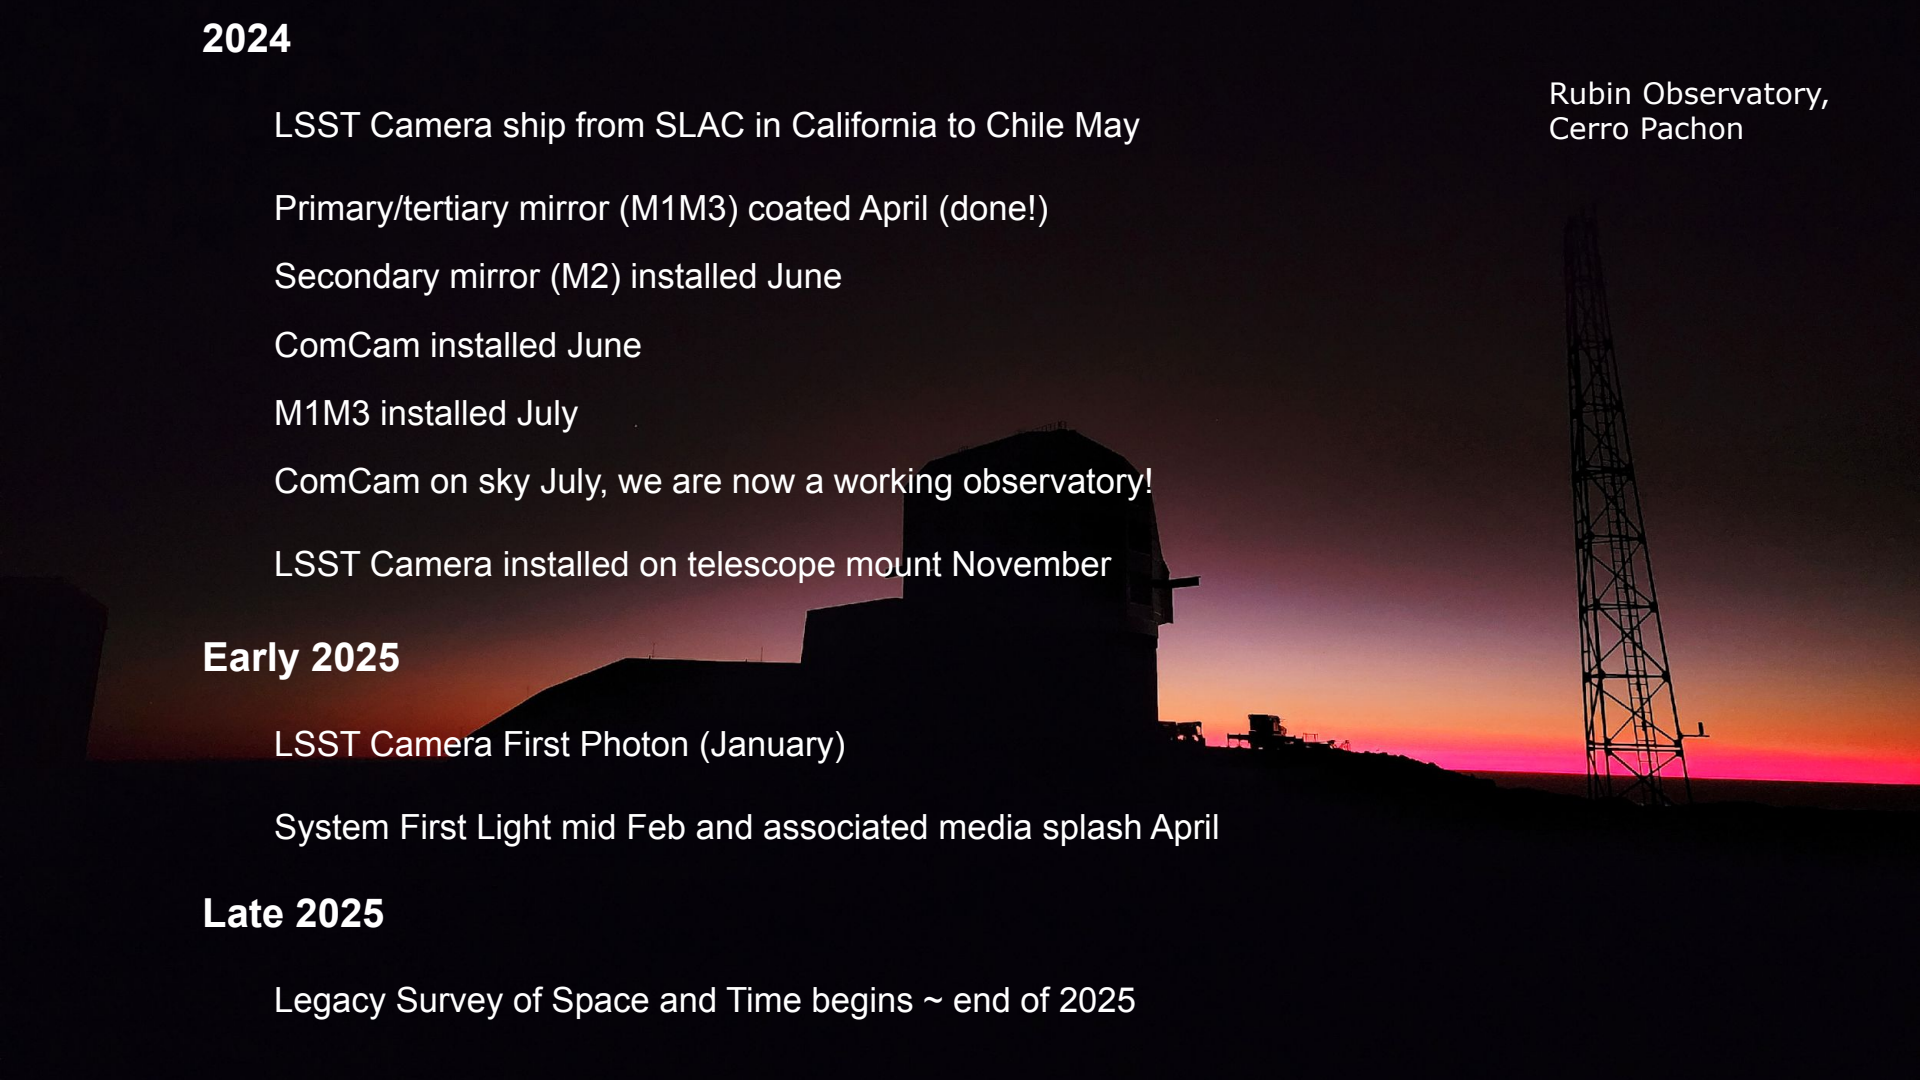 2024
Rubin Observatory,
Cerro Pachon
LSST Camera ship from SLAC in California to Chile May
Primary/tertiary mirror (M1M3) coated April (done!)
Secondary mirror (M2) installed June
ComCam installed June
M1M3 installed July
ComCam on sky July, we are now a working observatory!
LSST Camera installed on telescope mount November
Early 2025
LSST Camera First Photon (January)
System First Light mid Feb and associated media splash April
Late 2025
Legacy Survey of Space and Time begins ~ end of 2025